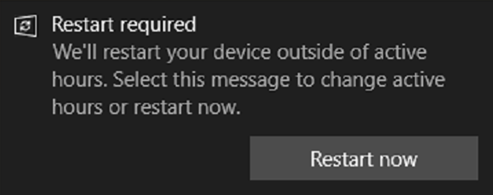 Restart required
We'll restart your device outside of active
hours. Select this message to change active
hours or restart now.
Restart now